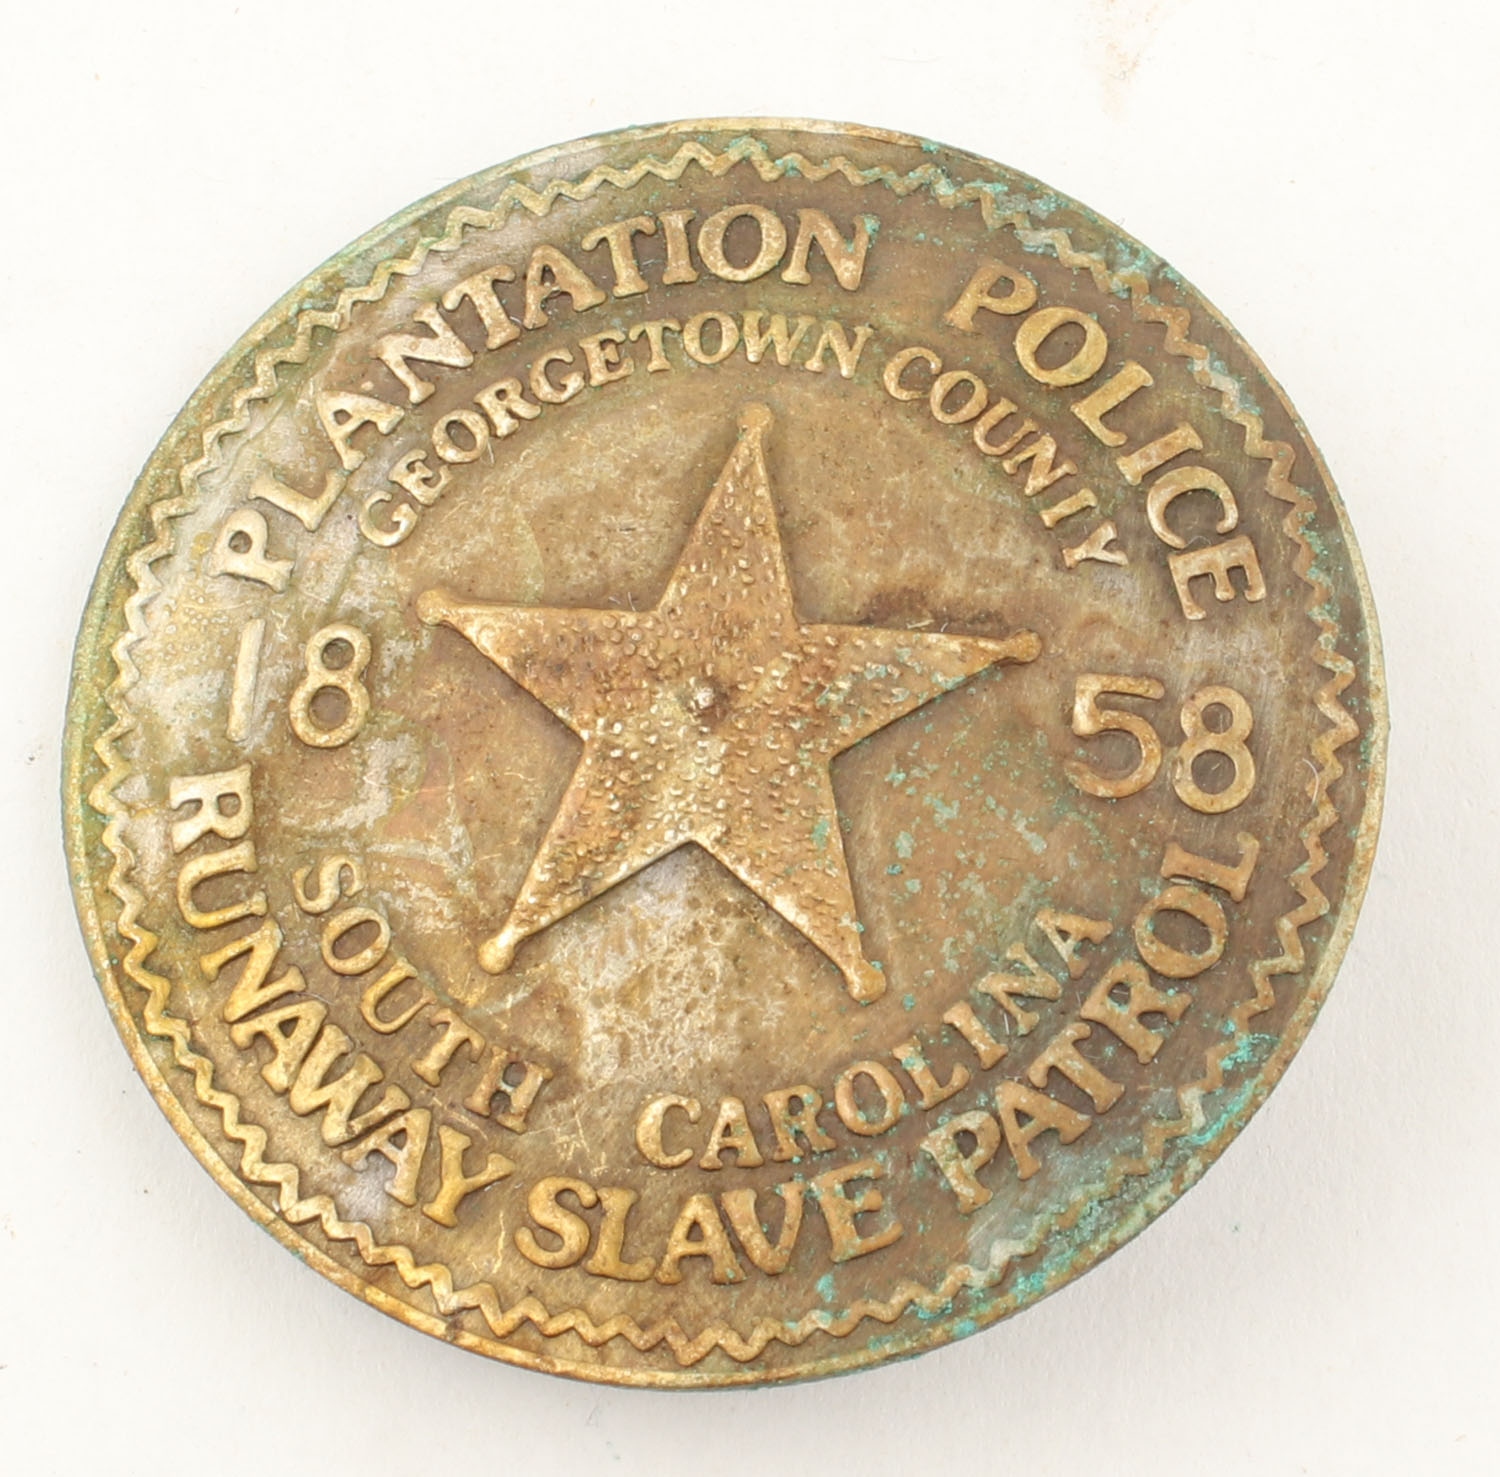 PLANTATION POLICE
GEORGETOWN COUNTY
18 58
SOUTH CAROLINA
RUNAWAY SLAVE PATROL